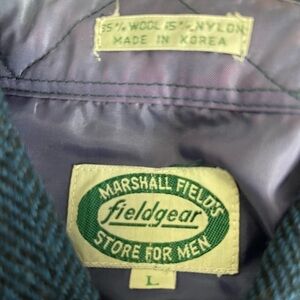 85% WOOL 15% NYLON
MADE IN KOREA
MARSHALL FIELD'S
fieldgear
STORE FOR MEN
L